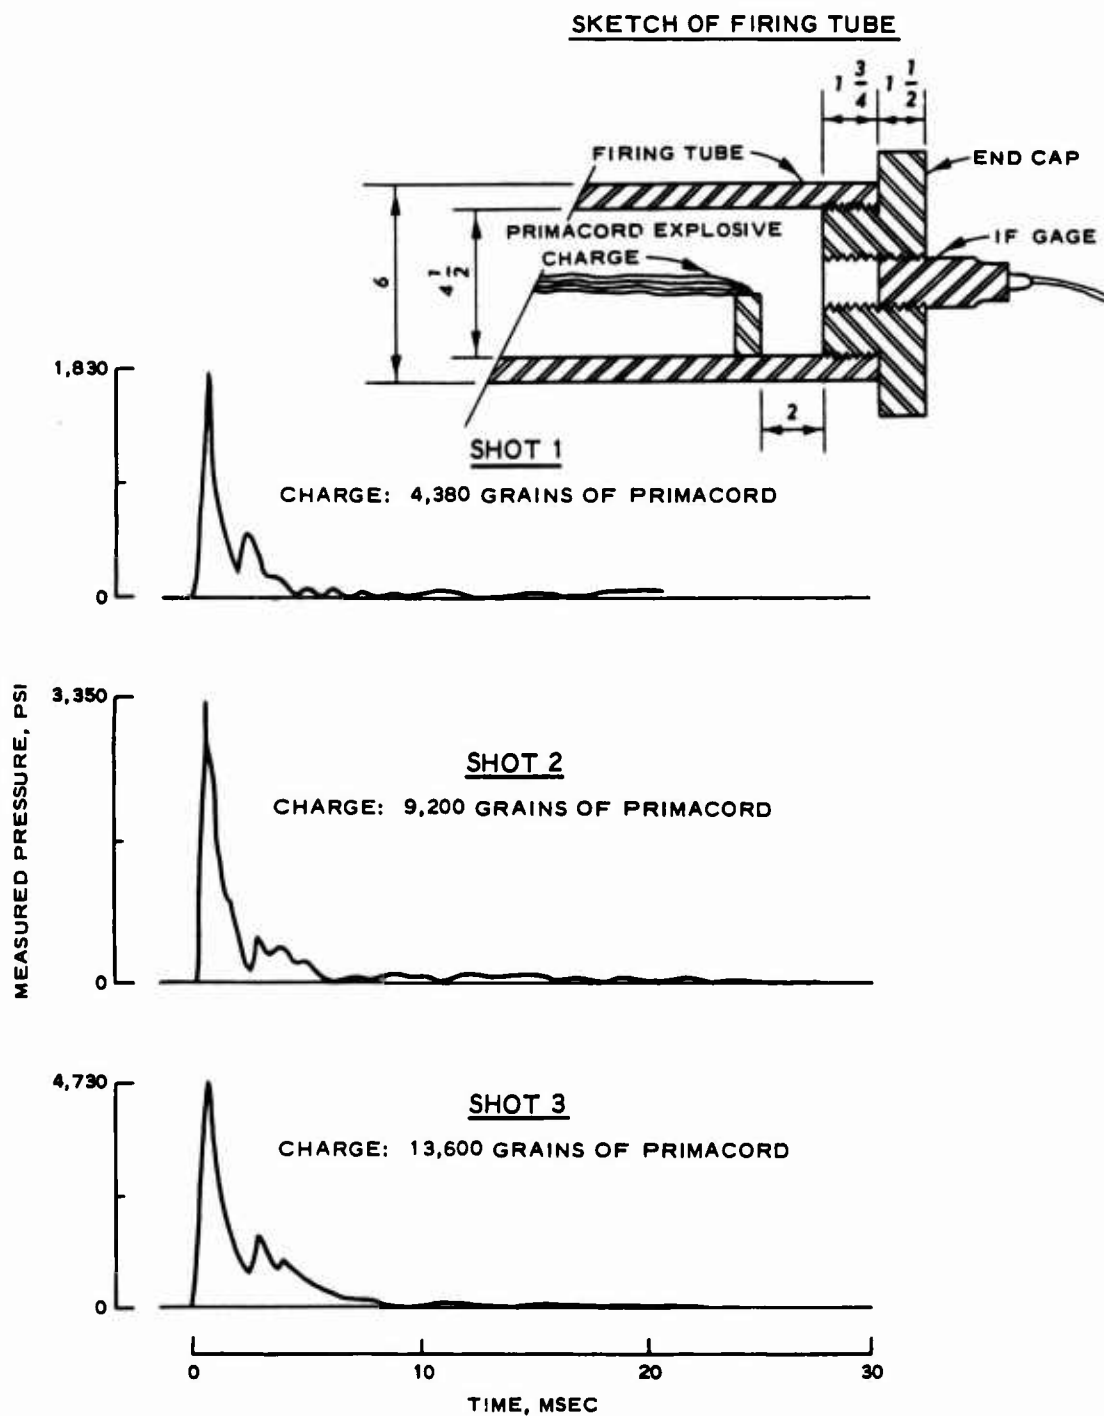 SKETCH OF FIRING TUBE
1 3/4
1 1/2
FIRING TUBE
END CAP
PRIMACORD EXPLOSIVE
CHARGE
IF GAGE
6
4 1/2
2
1,830
0
SHOT 1
CHARGE: 4,380 GRAINS OF PRIMACORD
MEASURED PRESSURE, PSI
3,350
0
SHOT 2
CHARGE: 9,200 GRAINS OF PRIMACORD
4,730
0
SHOT 3
CHARGE: 13,600 GRAINS OF PRIMACORD
0 10 20 30
TIME, MSEC